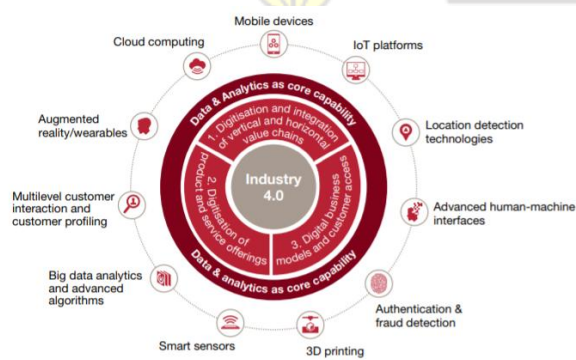 Mobile devices
IoT platforms
Location detection
technologies
Advanced human-machine
interfaces
Authentication &
fraud detection
3D printing
Smart sensors
Big data analytics
and advanced
algorithms
Multilevel customer
interaction and
customer profiling
Augmented
reality/wearables
Cloud computing
Data & Analytics as core capability
1. Digitisation and integration
of vertical and horizontal
value chains
2. Digitisation of
product and service offerings
3. Digital business
models and customer access
Industry
4.0
Data & analytics as core capability